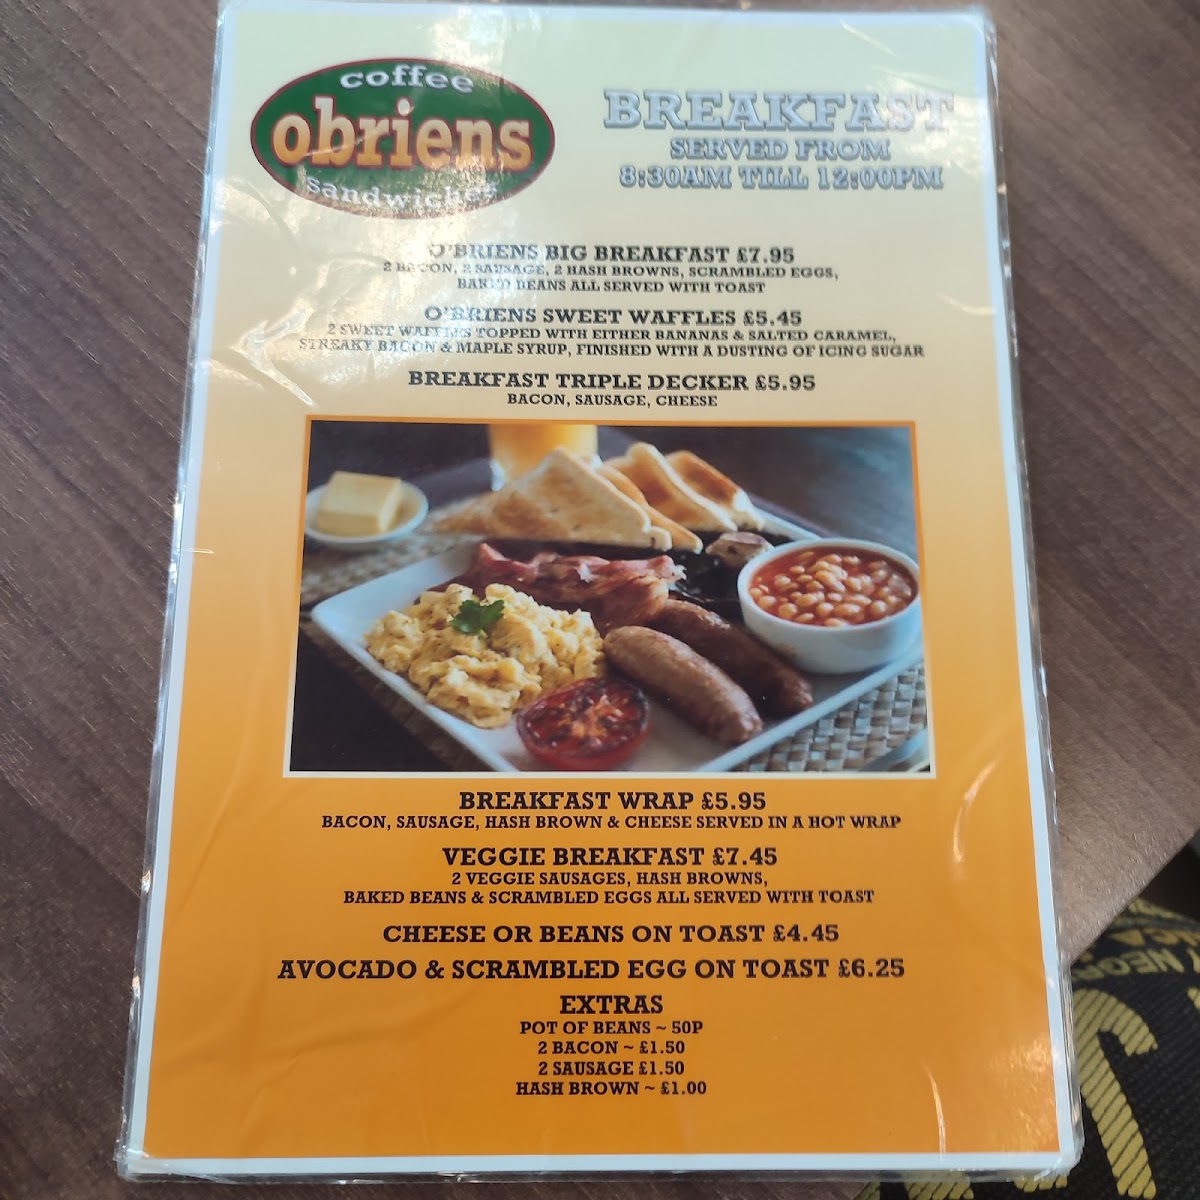 coffee
obriens
sandwiches
BREAKFAST
SERVED FROM
8:30AM TILL 12:00PM
O'BRIENS BIG BREAKFAST £7.95
2 BACON, 2 SAUSAGE, 2 HASH BROWNS, SCRAMBLED EGGS,
BAKED BEANS ALL SERVED WITH TOAST
O'BRIENS SWEET WAFFLES £5.45
2 SWEET WAFFLES TOPPED WITH EITHER BANANAS & SALTED CARAMEL,
STREAKY BACON & MAPLE SYRUP, FINISHED WITH A DUSTING OF ICING SUGAR
BREAKFAST TRIPLE DECKER £5.95
BACON, SAUSAGE, CHEESE
BREAKFAST WRAP £5.95
BACON, SAUSAGE, HASH BROWN & CHEESE SERVED IN A HOT WRAP
VEGGIE BREAKFAST £7.45
2 VEGGIE SAUSAGES, HASH BROWNS,
BAKED BEANS & SCRAMBLED EGGS ALL SERVED WITH TOAST
CHEESE OR BEANS ON TOAST £4.45
AVOCADO & SCRAMBLED EGG ON TOAST £6.25
EXTRAS
POT OF BEANS ~ 50P
2 BACON ~ £1.50
2 SAUSAGE £1.50
HASH BROWN ~ £1.00